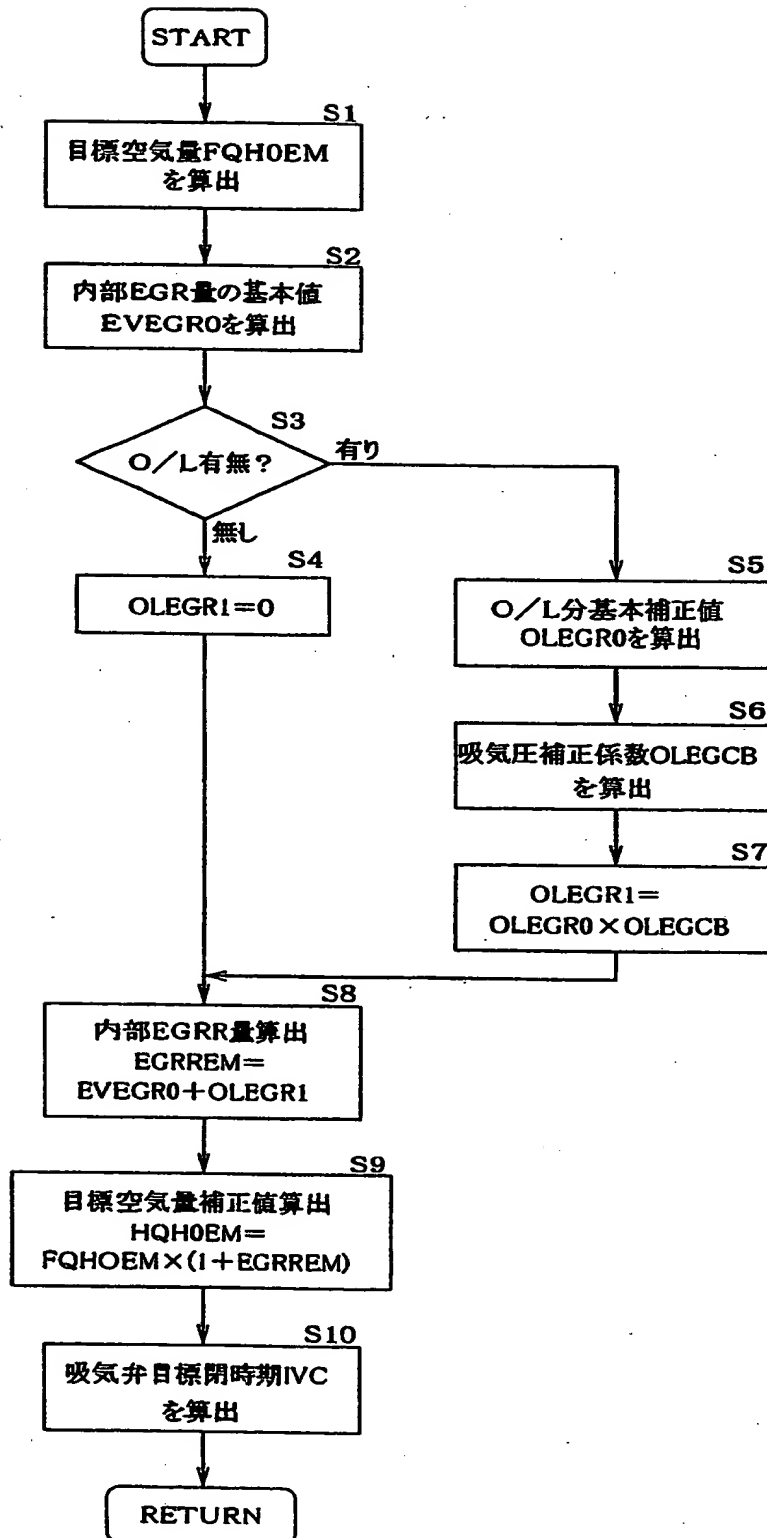 START
S1
目標空気量FQH0EM
を算出
S2
内部EGR量の基本値
EVEGR0を算出
S3
O/L有無?
有り
無し
S4
OLEGR1=0
S5
O/L分基本補正値
OLEGR0を算出
S6
吸気圧補正係数OLEGCB
を算出
S7
OLEGR1=
OLEGR0×OLEGCB
S8
内部EGRR量算出
EGRREM=
EVEGR0+OLEGR1
S9
目標空気量補正値算出
HQH0EM=
FQHOEM×(1+EGRREM)
S10
吸気弁目標閉時期IVC
を算出
RETURN